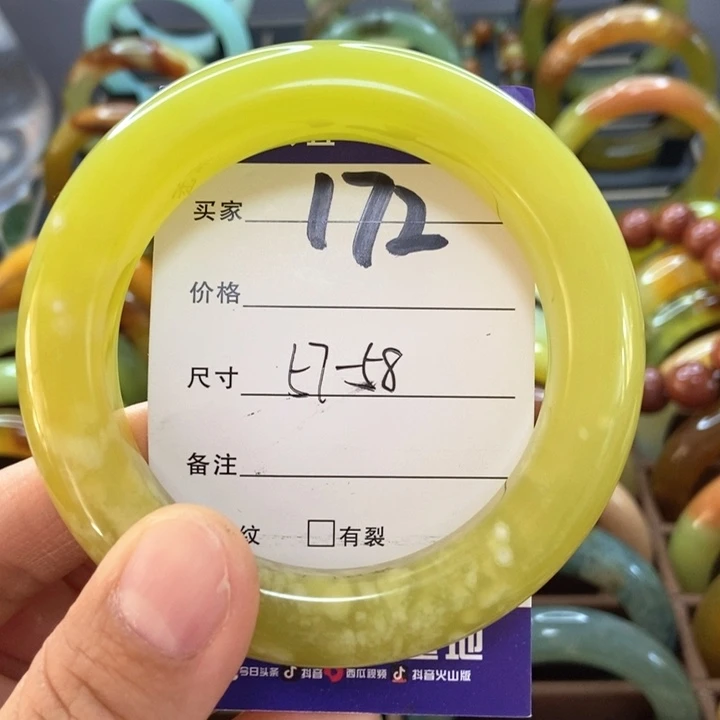 买家 172
价格
尺寸 57-58
备注
纹 □有裂
地
今日头条 抖音 西瓜视频 抖音火山版